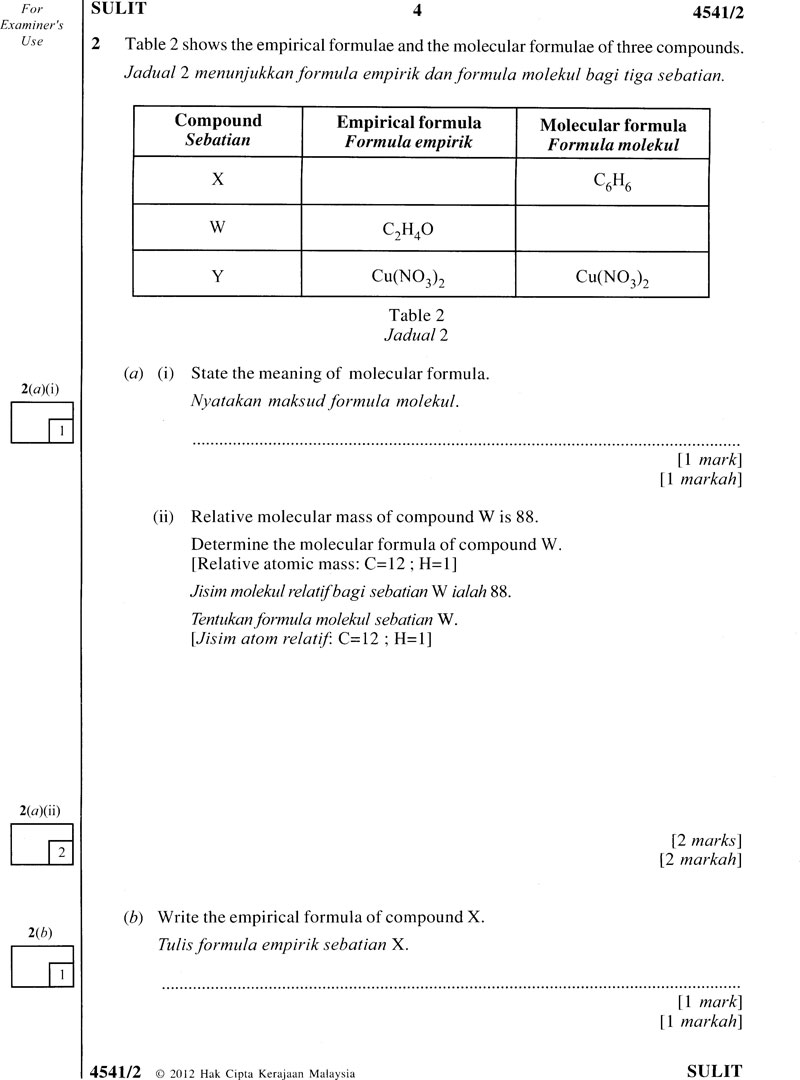 For
Examiner's
Use
SULIT 4 4541/2
2 Table 2 shows the empirical formulae and the molecular formulae of three compounds.
Jadual 2 menunjukkan formula empirik dan formula molekul bagi tiga sebatian.
Compound Empirical formula Molecular formula
Sebatian Formula empirik Formula molekul
X C₆H₆
W C₂H₄O
Y Cu(NO₃)₂ Cu(NO₃)₂
Table 2
Jadual 2
(a) (i) State the meaning of molecular formula.
2(a)(i)
Nyatakan maksud formula molekul.
1
[1 mark]
[1 markah]
(ii) Relative molecular mass of compound W is 88.
Determine the molecular formula of compound W.
[Relative atomic mass: C=12 ; H=1]
Jisim molekul relatif bagi sebatian W ialah 88.
Tentukan formula molekul sebatian W.
[Jisim atom relatif: C=12 ; H=1]
2(a)(ii)
2
[2 marks]
[2 markah]
(b) Write the empirical formula of compound X.
2(b)
Tulis formula empirik sebatian X.
1
[1 mark]
[1 markah]
4541/2 © 2012 Hak Cipta Kerajaan Malaysia SULIT